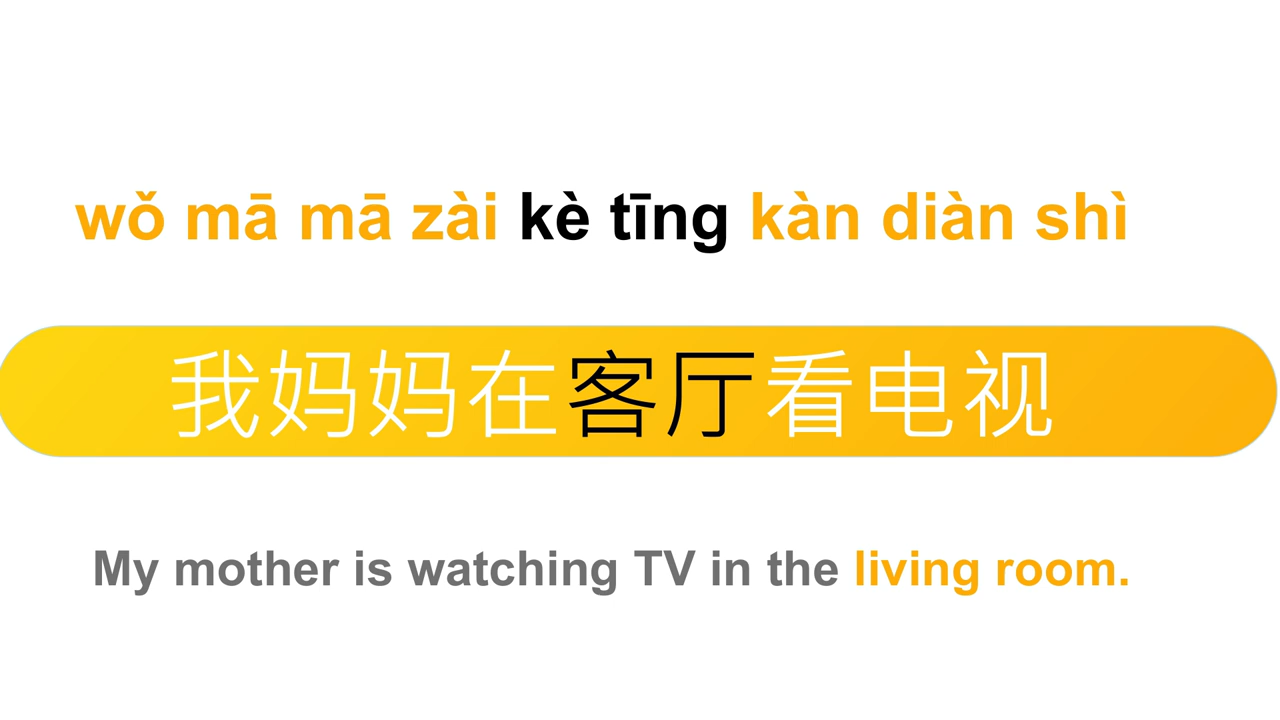 wǒ mā mā zài kè tīng kàn diàn shì
我妈妈在客厅看电视
My mother is watching TV in the living room.